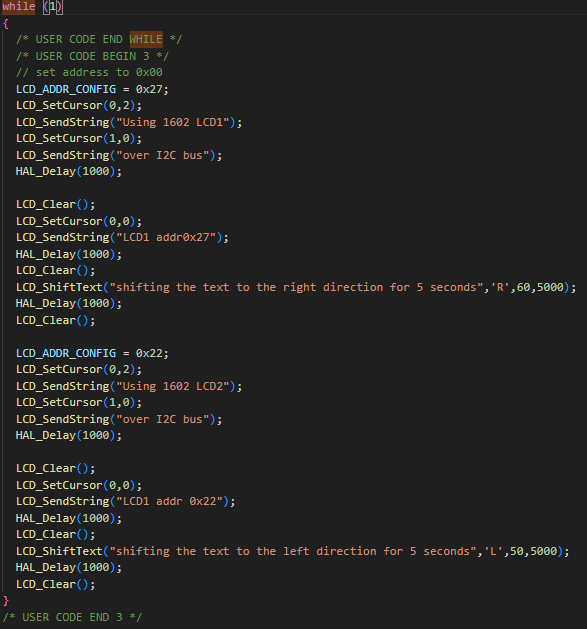 while (1)
{
/* USER CODE END WHILE */
/* USER CODE BEGIN 3 */
// set address to 0x00
LCD_ADDR_CONFIG = 0x27;
LCD_SetCursor(0,2);
LCD_SendString("Using 1602 LCD1");
LCD_SetCursor(1,0);
LCD_SendString("over I2C bus");
HAL_Delay(1000);

LCD_Clear();
LCD_SetCursor(0,0);
LCD_SendString("LCD1 addr0x27");
HAL_Delay(1000);
LCD_Clear();
LCD_ShiftText("shifting the text to the right direction for 5 seconds",'R',60,5000);
HAL_Delay(1000);
LCD_Clear();

LCD_ADDR_CONFIG = 0x22;
LCD_SetCursor(0,2);
LCD_SendString("Using 1602 LCD2");
LCD_SetCursor(1,0);
LCD_SendString("over I2C bus");
HAL_Delay(1000);

LCD_Clear();
LCD_SetCursor(0,0);
LCD_SendString("LCD1 addr 0x22");
HAL_Delay(1000);
LCD_Clear();
LCD_ShiftText("shifting the text to the left direction for 5 seconds",'L',50,5000);
HAL_Delay(1000);
LCD_Clear();
}
/* USER CODE END 3 */